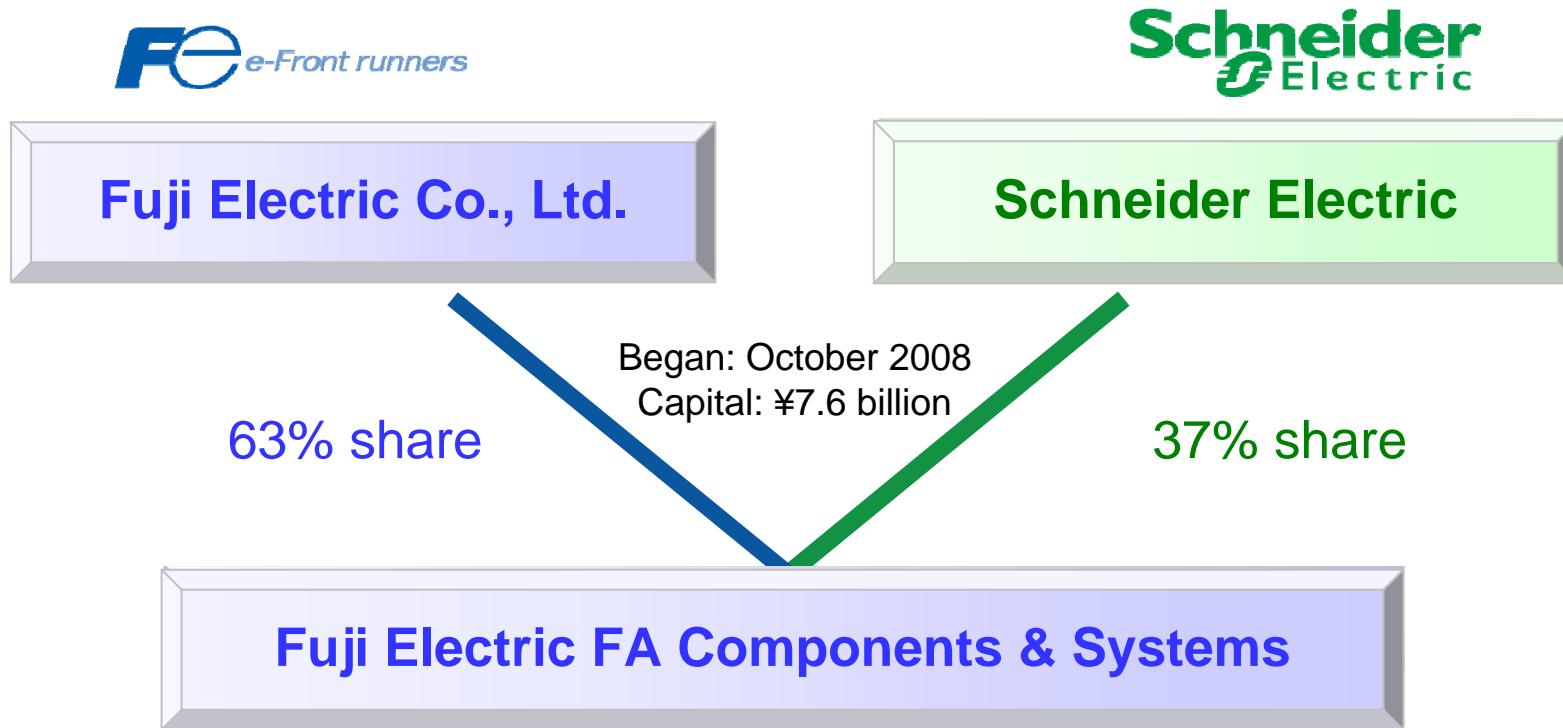 Fe e-Front runners
Schneider
Electric
Fuji Electric Co., Ltd.
Schneider Electric
Began: October 2008
Capital: ¥7.6 billion
63% share
37% share
Fuji Electric FA Components & Systems